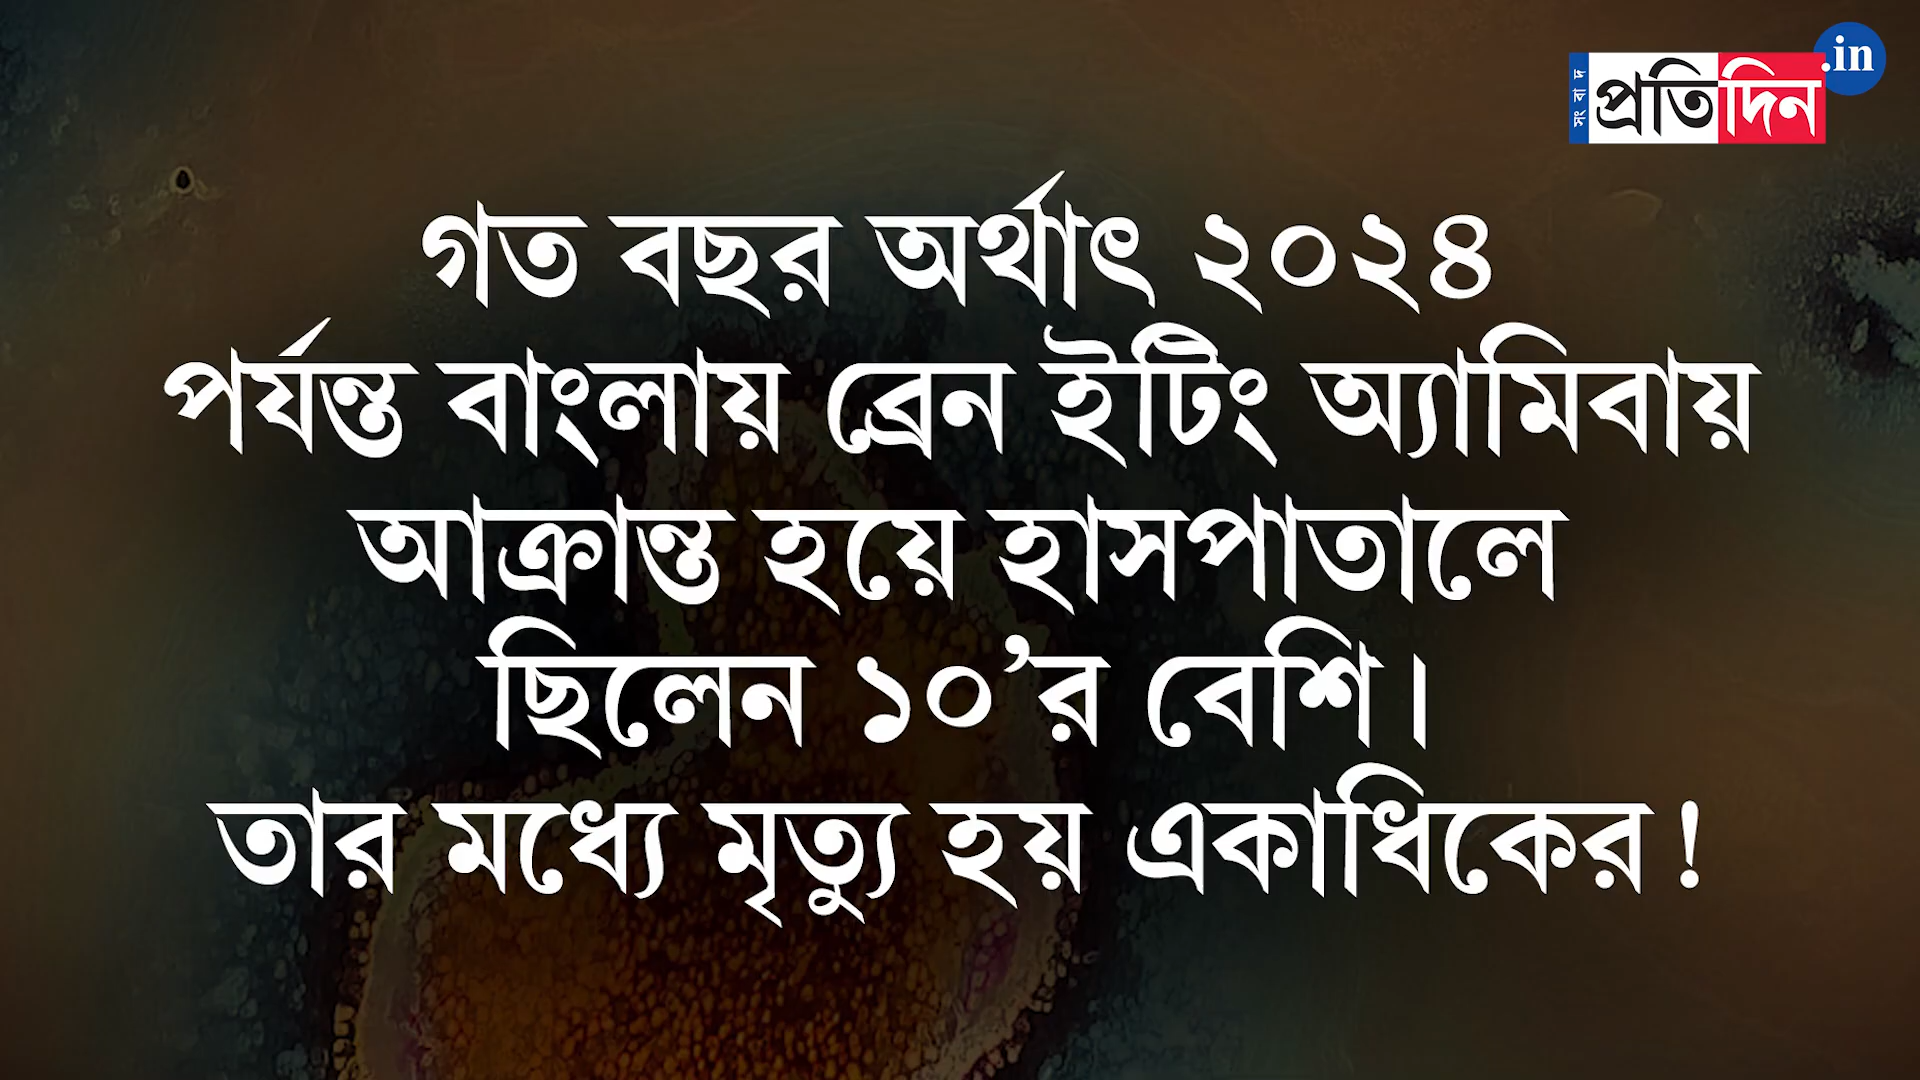 সংবাদ প্রতিদিন .in
গত বছর অর্থাৎ ২০২৪
পর্যন্ত বাংলায় ব্রেন ইটিং অ্যামিবায়
আক্রান্ত হয়ে হাসপাতালে
ছিলেন ১০'র বেশি।
তার মধ্যে মৃত্যু হয় একাধিকের!